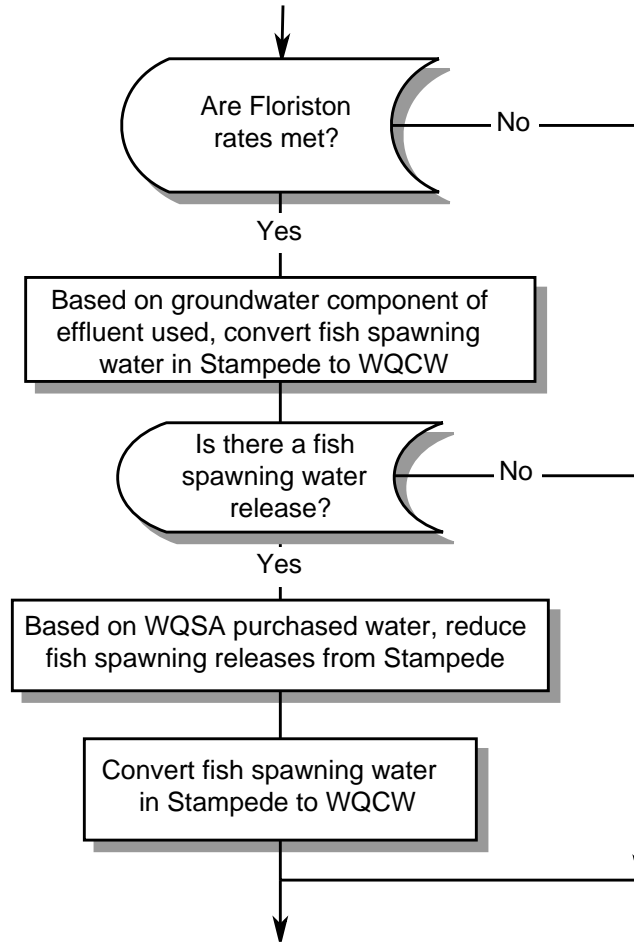 Are Floriston
rates met?
No
Yes
Based on groundwater component of
effluent used, convert fish spawning
water in Stampede to WQCW
Is there a fish
spawning water
release?
No
Yes
Based on WQSA purchased water, reduce
fish spawning releases from Stampede
Convert fish spawning water
in Stampede to WQCW